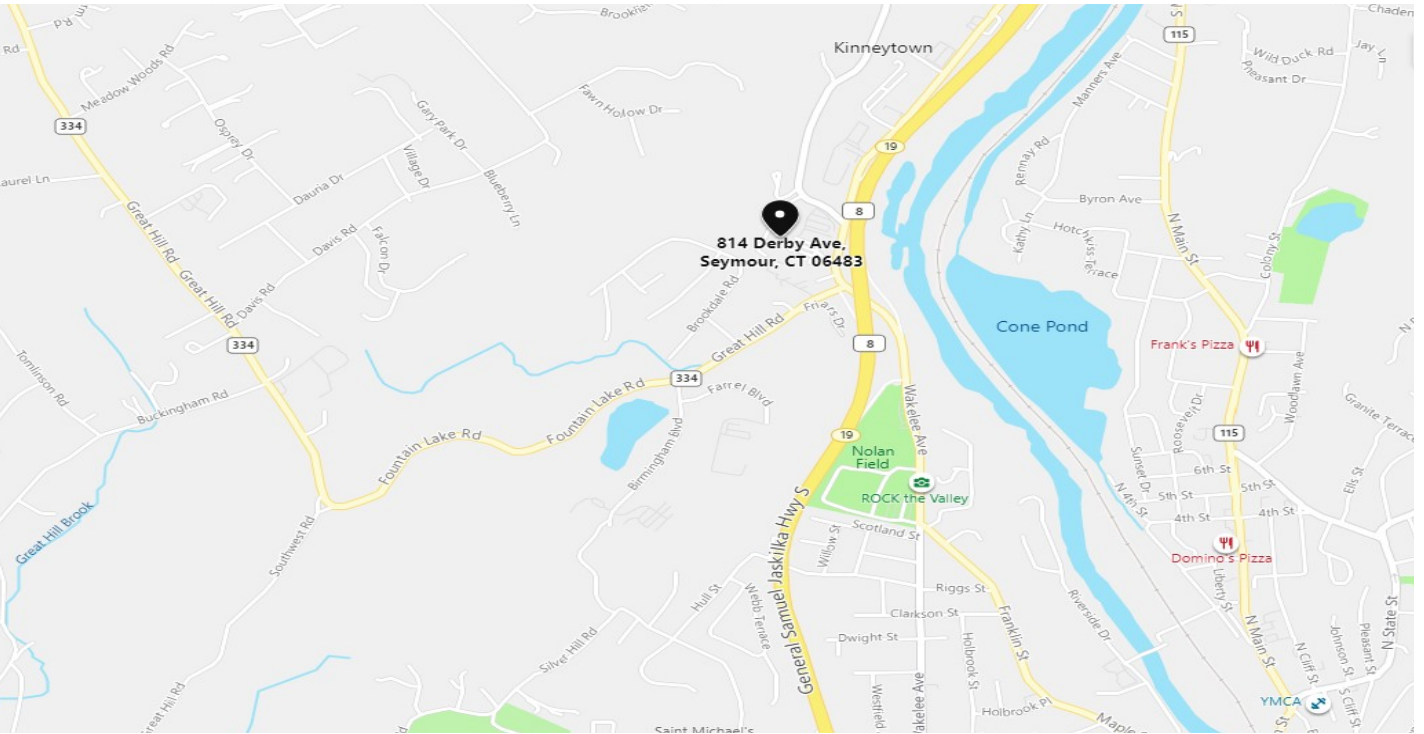 Kinneytown
Chaden
115
Wild Duck Rd
Jay Ln
Pheasant Dr
Manners Ave
Meadow Woods Rd
Rd
334
Gary Park Dr
Fawn Hollow Dr
Osprey Dr
Village Dr
19
Rennay Rd
aurel Ln
Dauria Dr
Blueberry Ln
Byron Ave
8
N Main St
Great Hill Rd
Davis Rd
Falcon Dr
814 Derby Ave,
Seymour, CT 06483
Kathy Ln
Hotchkiss Terrace
Colony St
Great Hill Rd
Davis Rd
Brookdale Rd
Friars Dr
Great Hill Rd
Cone Pond
334
8
Frank's Pizza
Tomlinson Rd
334
Farrel Blvd
Woodlawn Ave
Buckingham Rd
Fountain Lake Rd
Fountain Lake Rd
Wakelee Ave
Roosevelt Dr
Granite Terrace
19
115
Birmingham Blvd
Nolan
Field
Sunset Dr
6th St
Ells St
ROCK the Valley
N 4th St
5th St
5th St
4th St
4th St
Great Hill Brook
Southwest Rd
General Samuel Jaskilka Hwy S
Willow St
Scotland St
Domino's Pizza
Liberty St
Hull St
Webb Terrace
Riggs St
Riverside Dr
Clarkson St
Franklin St
N State St
Silver Hill Rd
Dwight St
Holbrook St
N Main St
N Cliff St
Johnson St
Pleasant St
Great Hill Rd
Westfield
Wakelee Ave
Holbrook Pl
YMCA
S Cliff St
Maple
Saint Michael's